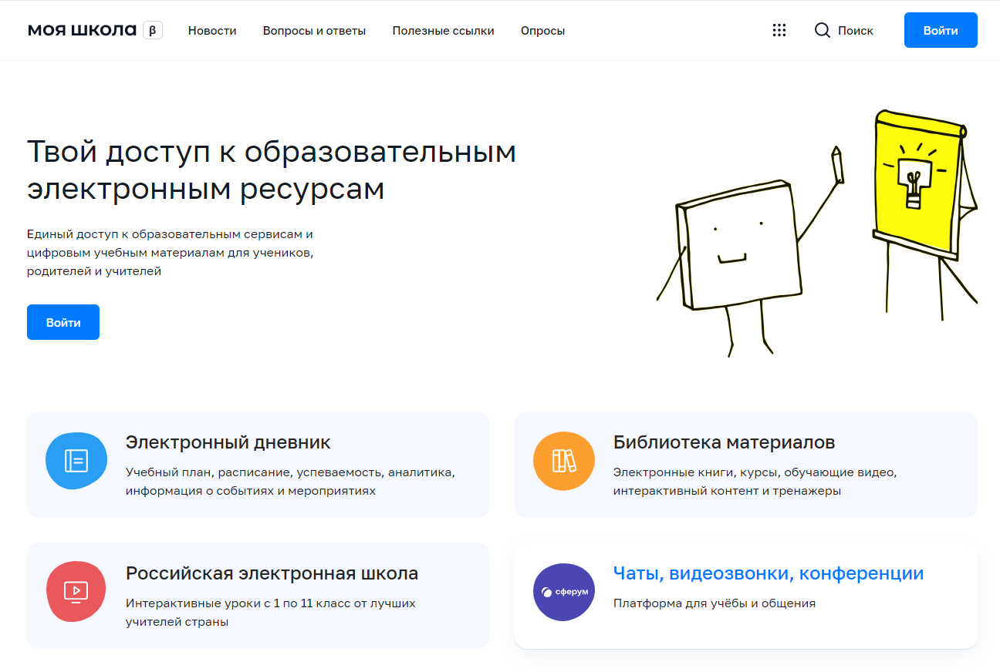 МОЯ ШКОЛА β
Новости
Вопросы и ответы
Полезные ссылки
Опросы
Поиск
Войти
Твой доступ к образовательным
электронным ресурсам
Единый доступ к образовательным сервисам и
цифровым учебным материалам для учеников,
родителей и учителей
Войти
Электронный дневник
Учебный план, расписание, успеваемость, аналитика,
информация о событиях и мероприятиях
Библиотека материалов
Электронные книги, курсы, обучающие видео,
интерактивный контент и тренажеры
Российская электронная школа
Интерактивные уроки с 1 по 11 класс от лучших
учителей страны
сферум
Чаты, видеозвонки, конференции
Платформа для учёбы и общения